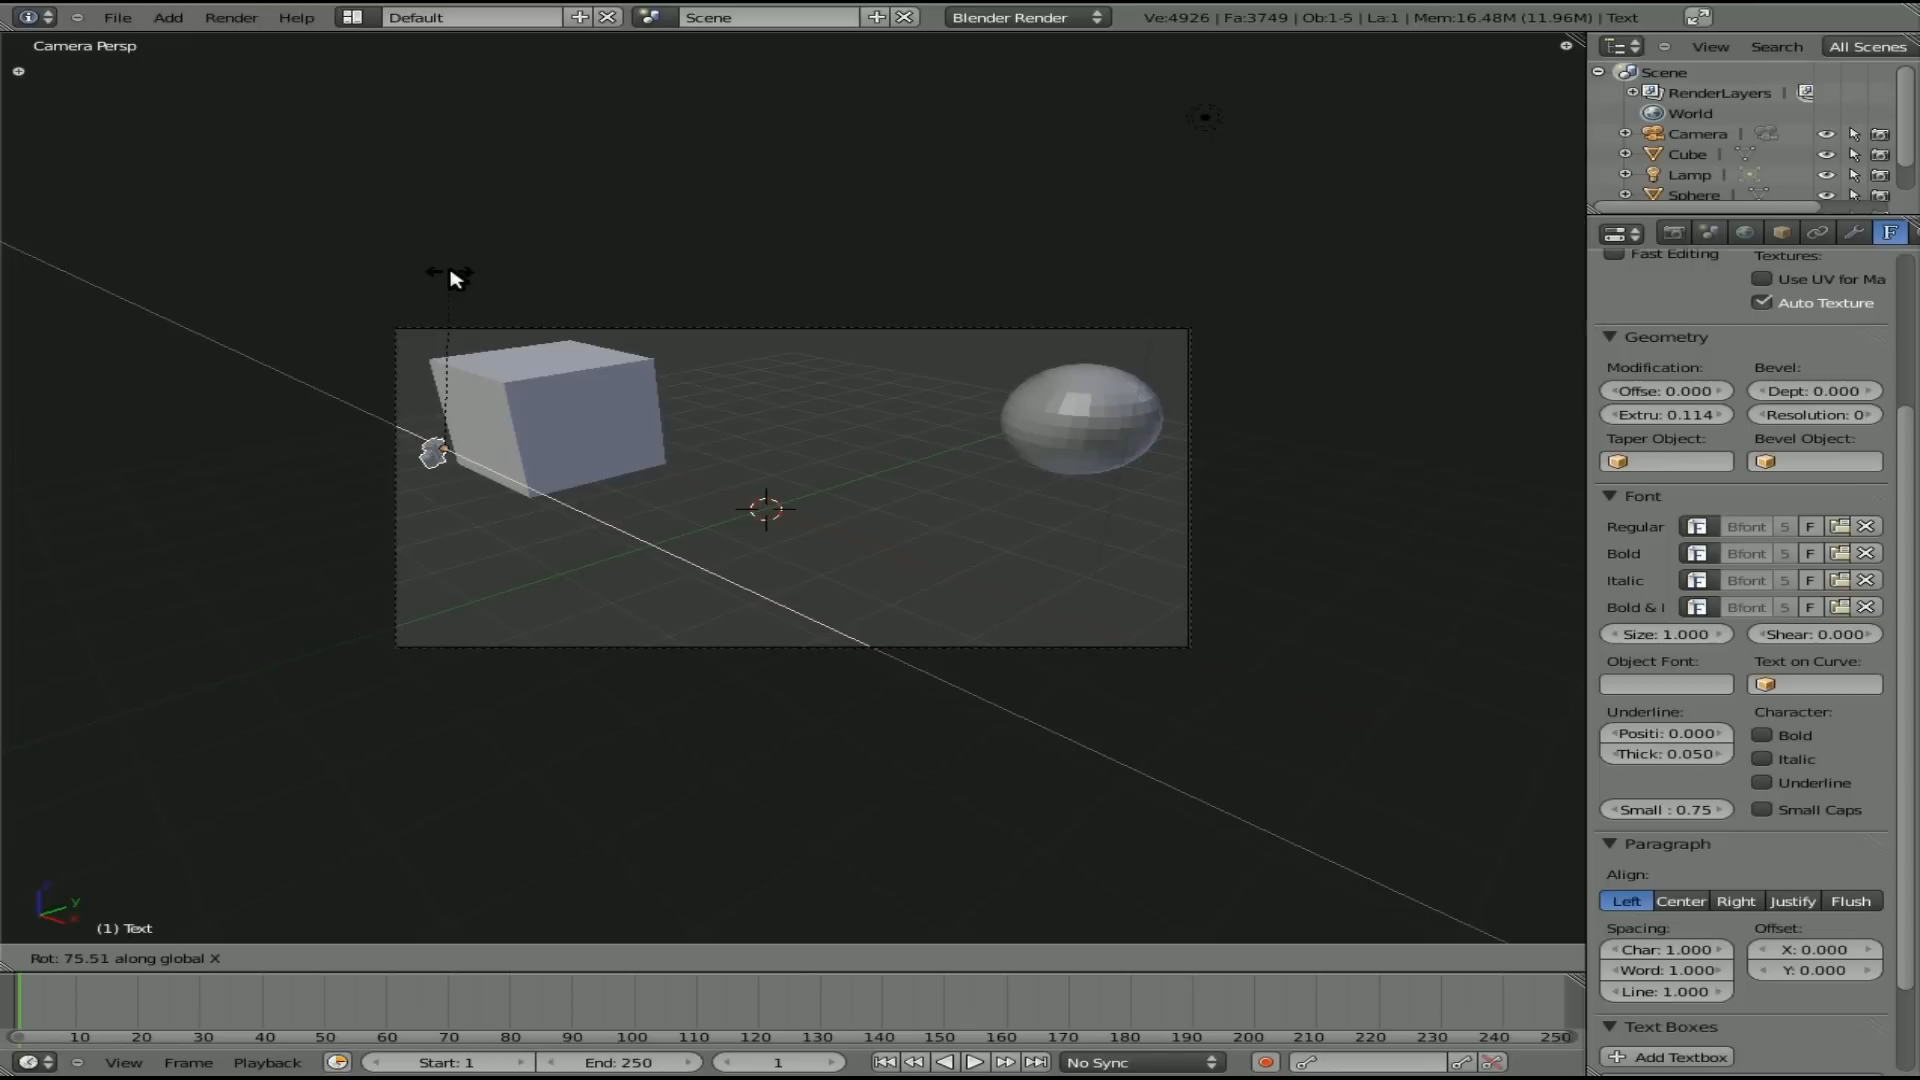 File Add Render Help Default Scene Blender Render Ve:4926 | Fa:3749 | Ob:1-5 | La:1 | Mem:16.48M (11.96M) | Text
Camera Persp
View Search All Scenes
Scene
RenderLayers
World
Camera
Cube
Lamp
Sphere
F
Fast Editing Textures:
Use UV for Ma
Auto Texture
Geometry
Modification: Bevel:
Offse: 0.000 Dept: 0.000
Extru: 0.114 Resolution: 0
Taper Object: Bevel Object:
Font
Regular F Bfont 5 F
Bold F Bfont 5 F
Italic F Bfont 5 F
Bold & I F Bfont 5 F
Size: 1.000 Shear: 0.000
Object Font: Text on Curve:
Underline: Character:
Positi: 0.000 Bold
Thick: 0.050 Italic
Underline
Small : 0.75 Small Caps
Paragraph
Align:
Left Center Right Justify Flush
Spacing: Offset:
Char: 1.000 X: 0.000
Word: 1.000 Y: 0.000
Line: 1.000
Text Boxes
Add Textbox
z y x
(1) Text
Rot: 75.51 along global X
10 20 30 40 50 60 70 80 90 100 110 120 130 140 150 160 170 180 190 200 210 220 230 240 250
View Frame Playback Start: 1 End: 250 1 No Sync